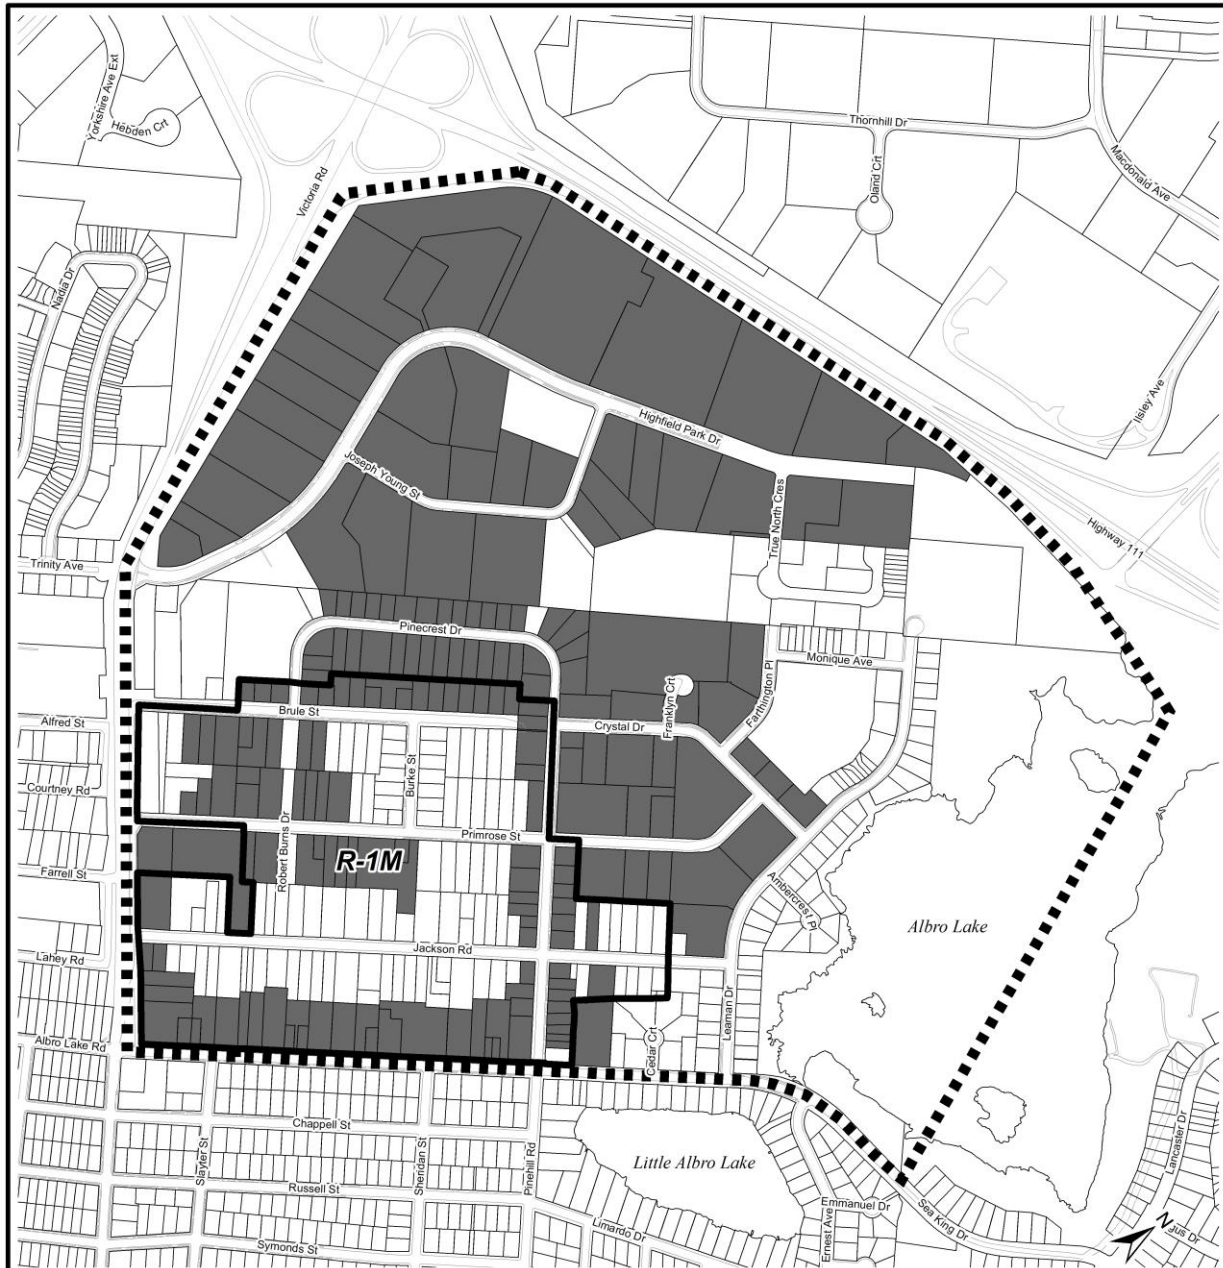 Yorkshire Ave Ext
Hebden Crt
Thornhill Dr
Oland Crt
Macdonald Ave
Victoria Rd
Nadia Dr
Ilsley Ave
Highfield Park Dr
Joseph Young St
True North Cres
Highway 111
Trinity Ave
Pinecrest Dr
Monique Ave
Farthington Pl
Franklyn Crt
Alfred St
Brule St
Crystal Dr
Burke St
Courtney Rd
Robert Burns Dr
Primrose St
R-1M
Farrell St
Ambercrest Pl
Albro Lake
Jackson Rd
Lahey Rd
Leaman Dr
Cedar Crt
Albro Lake Rd
Chappell St
Slayter St
Sheridan St
Pinehill Rd
Little Albro Lake
Lancaster Dr
Russell St
Emmanuel Dr
Ernest Ave
Sea King Dr
Limardo Dr
N
gus Dr
Symonds St